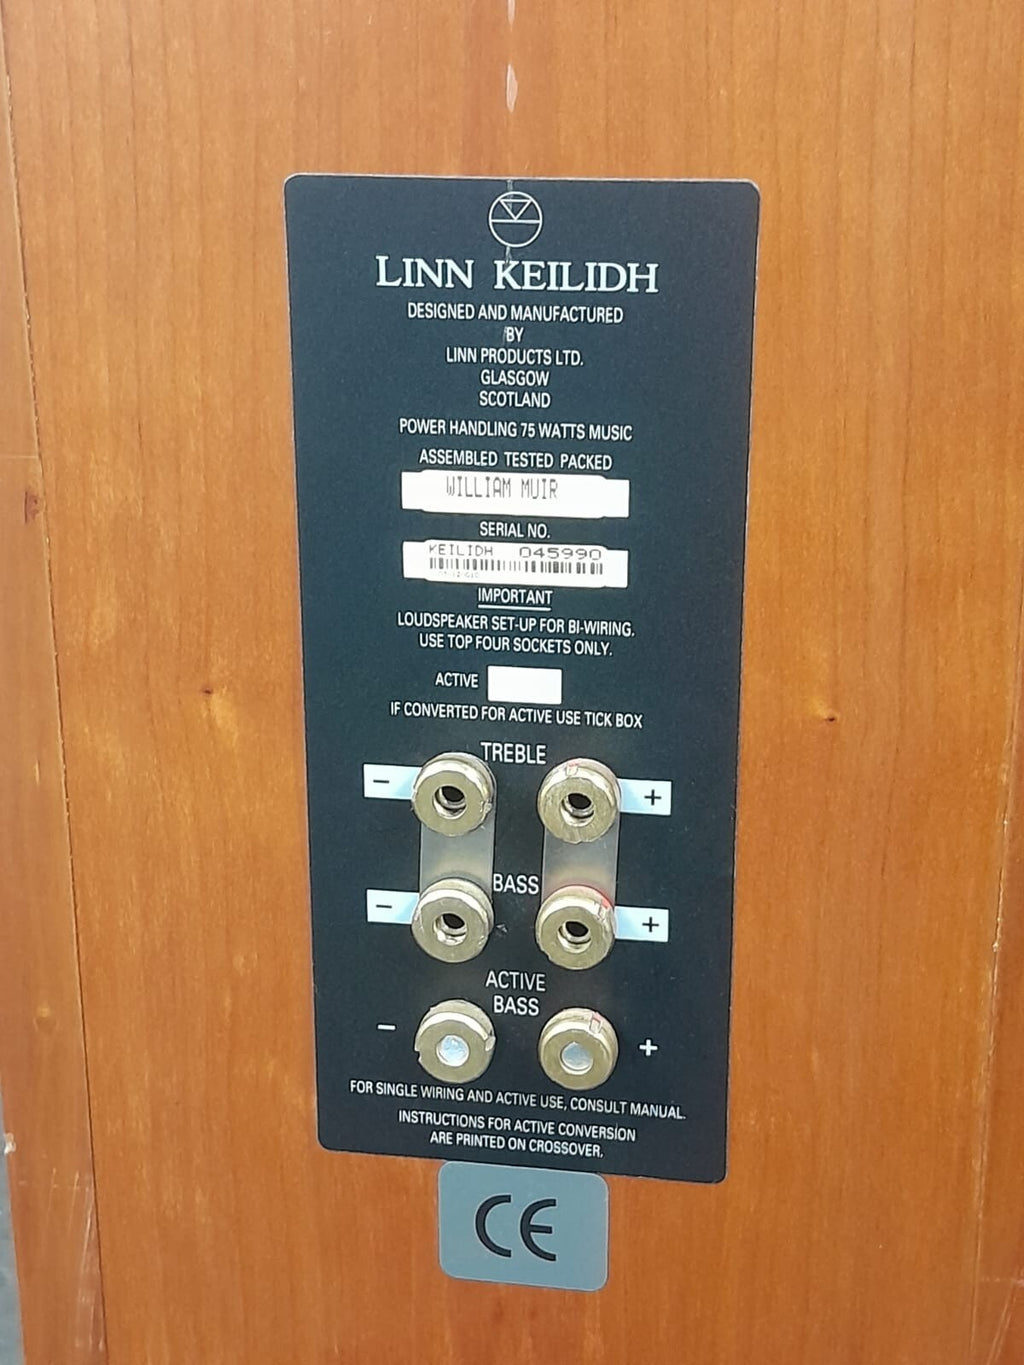 LINN KEILIDH
DESIGNED AND MANUFACTURED
BY
LINN PRODUCTS LTD.
GLASGOW
SCOTLAND
POWER HANDLING 75 WATTS MUSIC
ASSEMBLED TESTED PACKED
WILLIAM MUIR
SERIAL NO.
KEILIDH 045990
IMPORTANT
LOUDSPEAKER SET-UP FOR BI-WIRING.
USE TOP FOUR SOCKETS ONLY.
ACTIVE
IF CONVERTED FOR ACTIVE USE TICK BOX
TREBLE
- +
BASS
- +
ACTIVE
BASS
- +
FOR SINGLE WIRING AND ACTIVE USE, CONSULT MANUAL.
INSTRUCTIONS FOR ACTIVE CONVERSION
ARE PRINTED ON CROSSOVER.
CE